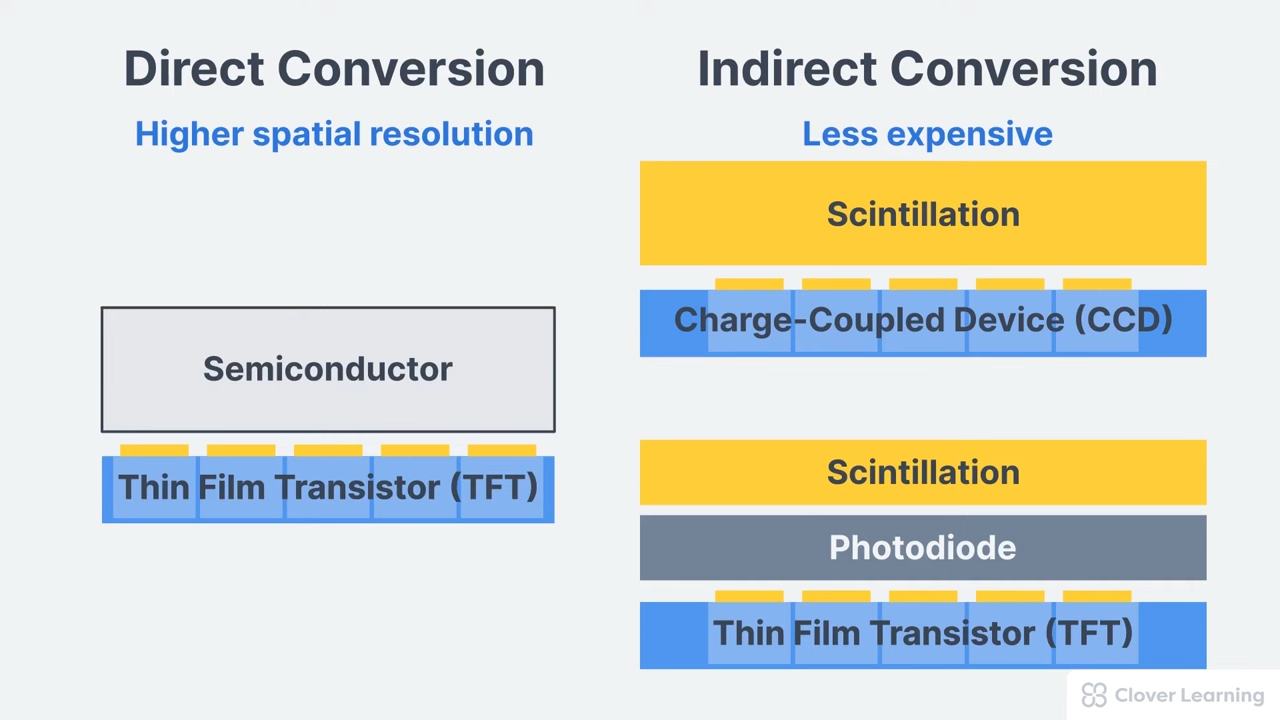 Direct Conversion
Higher spatial resolution
Semiconductor
Thin Film Transistor (TFT)
Indirect Conversion
Less expensive
Scintillation
Charge-Coupled Device (CCD)
Scintillation
Photodiode
Thin Film Transistor (TFT)
Clover Learning